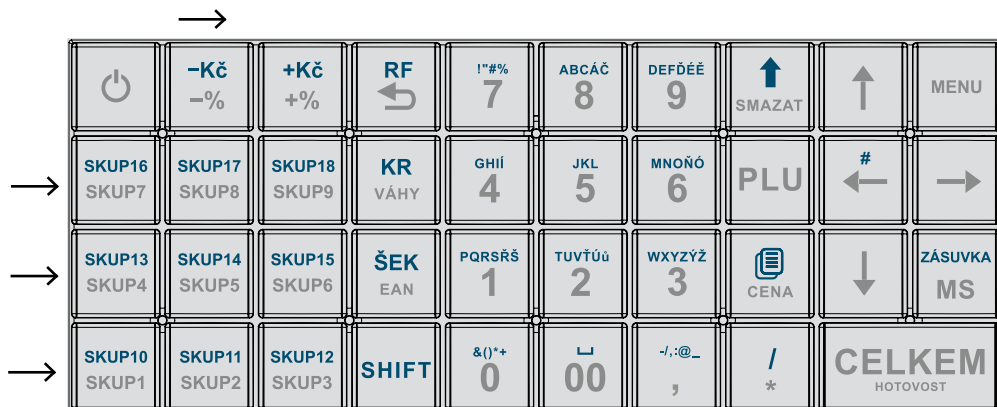 −Kč +Kč RF !"#% ABCÁČ DEFĎÉĚ
−% +% 7 8 9 SMAZAT MENU
SKUP16 SKUP17 SKUP18 KR GHIÍ JKL MNOŇÓ PLU #
SKUP7 SKUP8 SKUP9 VÁHY 4 5 6
SKUP13 SKUP14 SKUP15 ŠEK PQRSŘŠ TUVŤÚů WXYZÝŽ ZÁSUVKA
SKUP4 SKUP5 SKUP6 EAN 1 2 3 CENA MS
SKUP10 SKUP11 SKUP12 SHIFT &()*+ ⎵ -/,:@_ / CELKEM
SKUP1 SKUP2 SKUP3 0 00 , * HOTOVOST